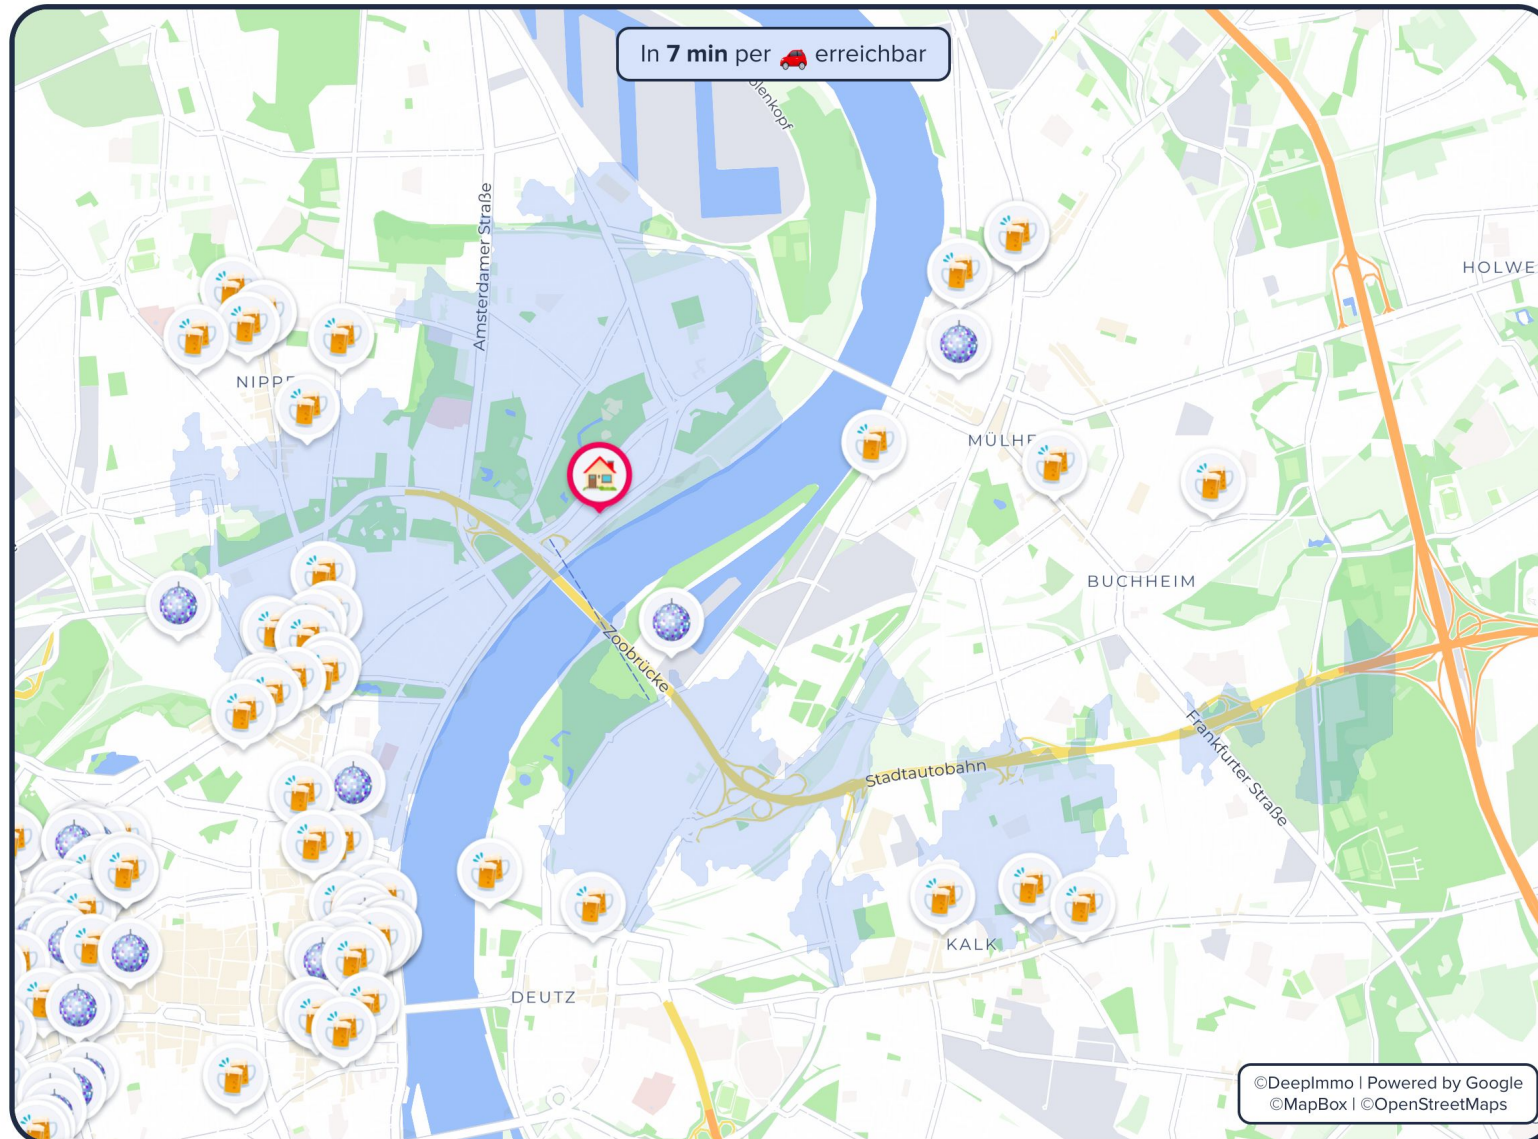 In 7 min per erreichbar
Amsterdamer Straße
HOLWE
NIPPE
MÜLHE
BUCHHEIM
Zoobrücke
Stadtautobahn
Frankfurter Straße
KALK
DEUTZ
©DeepImmo | Powered by Google
©MapBox | ©OpenStreetMaps